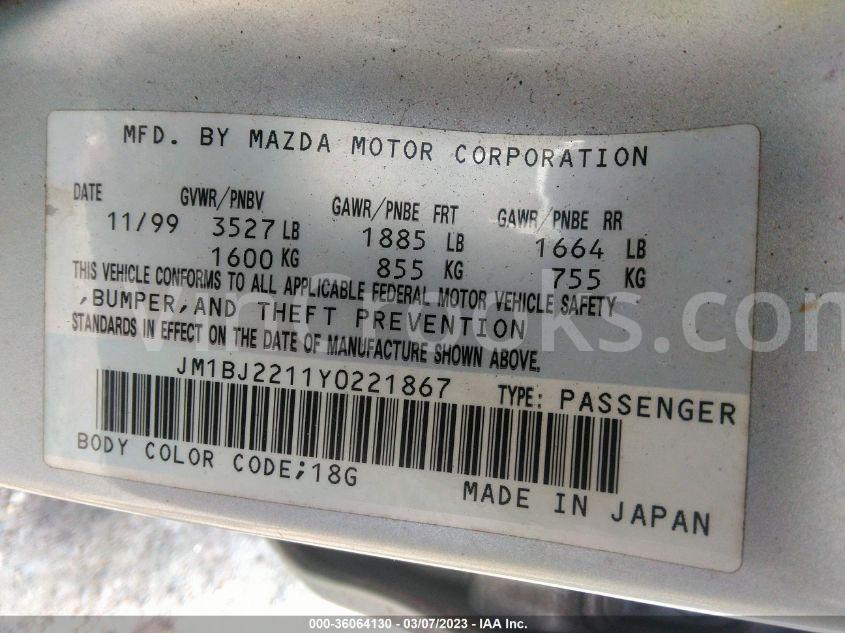 MFD. BY MAZDA MOTOR CORPORATION
DATE GVWR/PNBV GAWR/PNBE FRT GAWR/PNBE RR
11/99 3527 LB 1885 LB 1664 LB
1600 KG 855 KG 755 KG
THIS VEHICLE CONFORMS TO ALL APPLICABLE FEDERAL MOTOR VEHICLE SAFETY
,BUMPER,AND THEFT PREVENTION
STANDARDS IN EFFECT ON THE DATE OF MANUFACTURE SHOWN ABOVE.
JM1BJ2211Y0221867 TYPE: PASSENGER
BODY COLOR CODE;18G
MADE IN JAPAN
000-36064130 - 03/07/2023 - © IAA Inc.